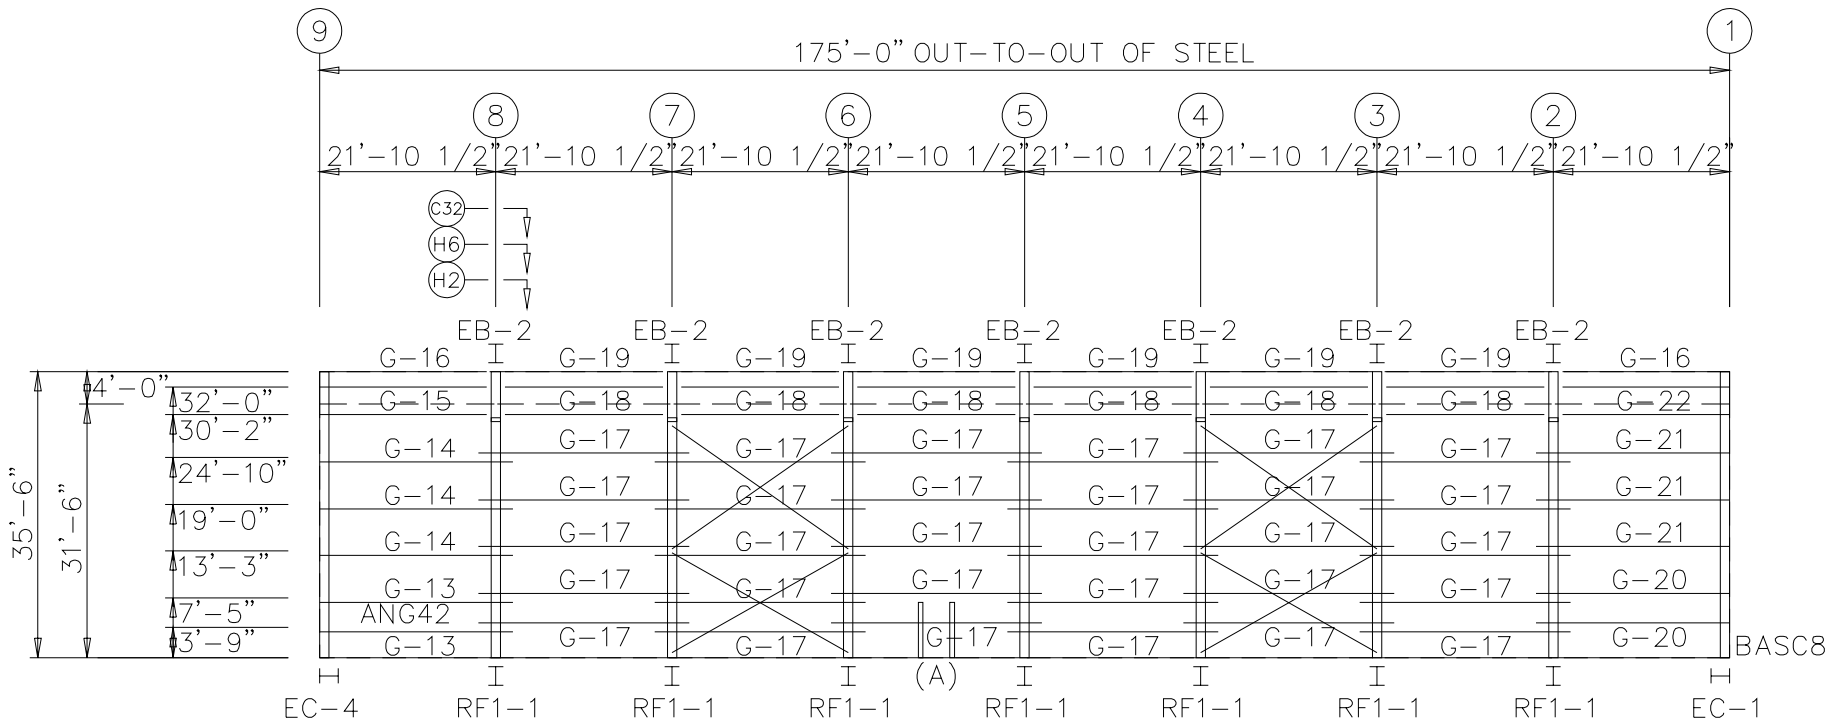 9 1
175'-0" OUT-TO-OUT OF STEEL
8 7 6 5 4 3 2
21'-10 1/2" 21'-10 1/2" 21'-10 1/2" 21'-10 1/2" 21'-10 1/2" 21'-10 1/2" 21'-10 1/2" 21'-10 1/2"
C32
H6
H2
EB-2 EB-2 EB-2 EB-2 EB-2 EB-2 EB-2
G-16 G-19 G-19 G-19 G-19 G-19 G-19 G-16
4'-0"
32'-0" G-15 G-18 G-18 G-18 G-18 G-18 G-18 G-22
30'-2"
G-14 G-17 G-17 G-17 G-17 G-17 G-17 G-21
24'-10"
G-14 G-17 G-17 G-17 G-17 G-17 G-17 G-21
19'-0"
35'-6" 31'-6"
G-14 G-17 G-17 G-17 G-17 G-17 G-17 G-21
13'-3"
G-13 G-17 G-17 G-17 G-17 G-17 G-17 G-20
7'-5" ANG42
3'-9" G-13 G-17 G-17 G-17 G-17 G-17 G-17 G-20 BASC8
(A)
EC-4 RF1-1 RF1-1 RF1-1 RF1-1 RF1-1 RF1-1 RF1-1 EC-1